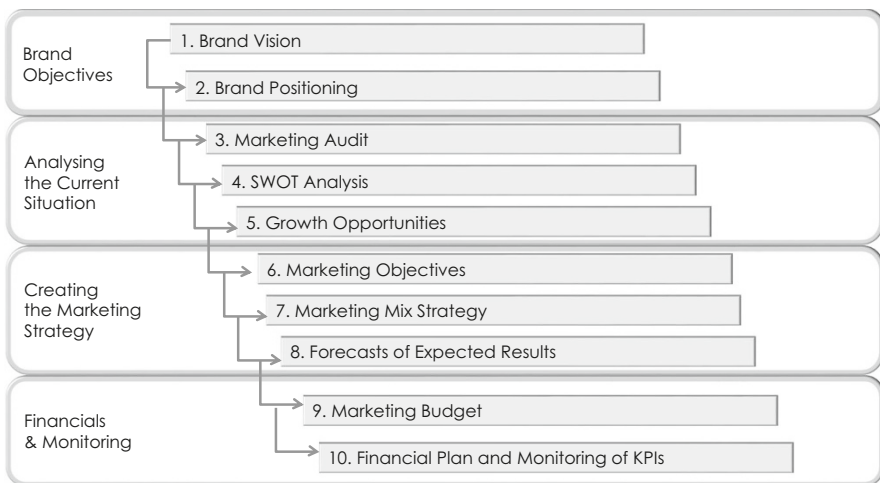 Brand
Objectives
1. Brand Vision
2. Brand Positioning
Analysing
the Current
Situation
3. Marketing Audit
4. SWOT Analysis
5. Growth Opportunities
Creating
the Marketing
Strategy
6. Marketing Objectives
7. Marketing Mix Strategy
8. Forecasts of Expected Results
Financials
& Monitoring
9. Marketing Budget
10. Financial Plan and Monitoring of KPIs